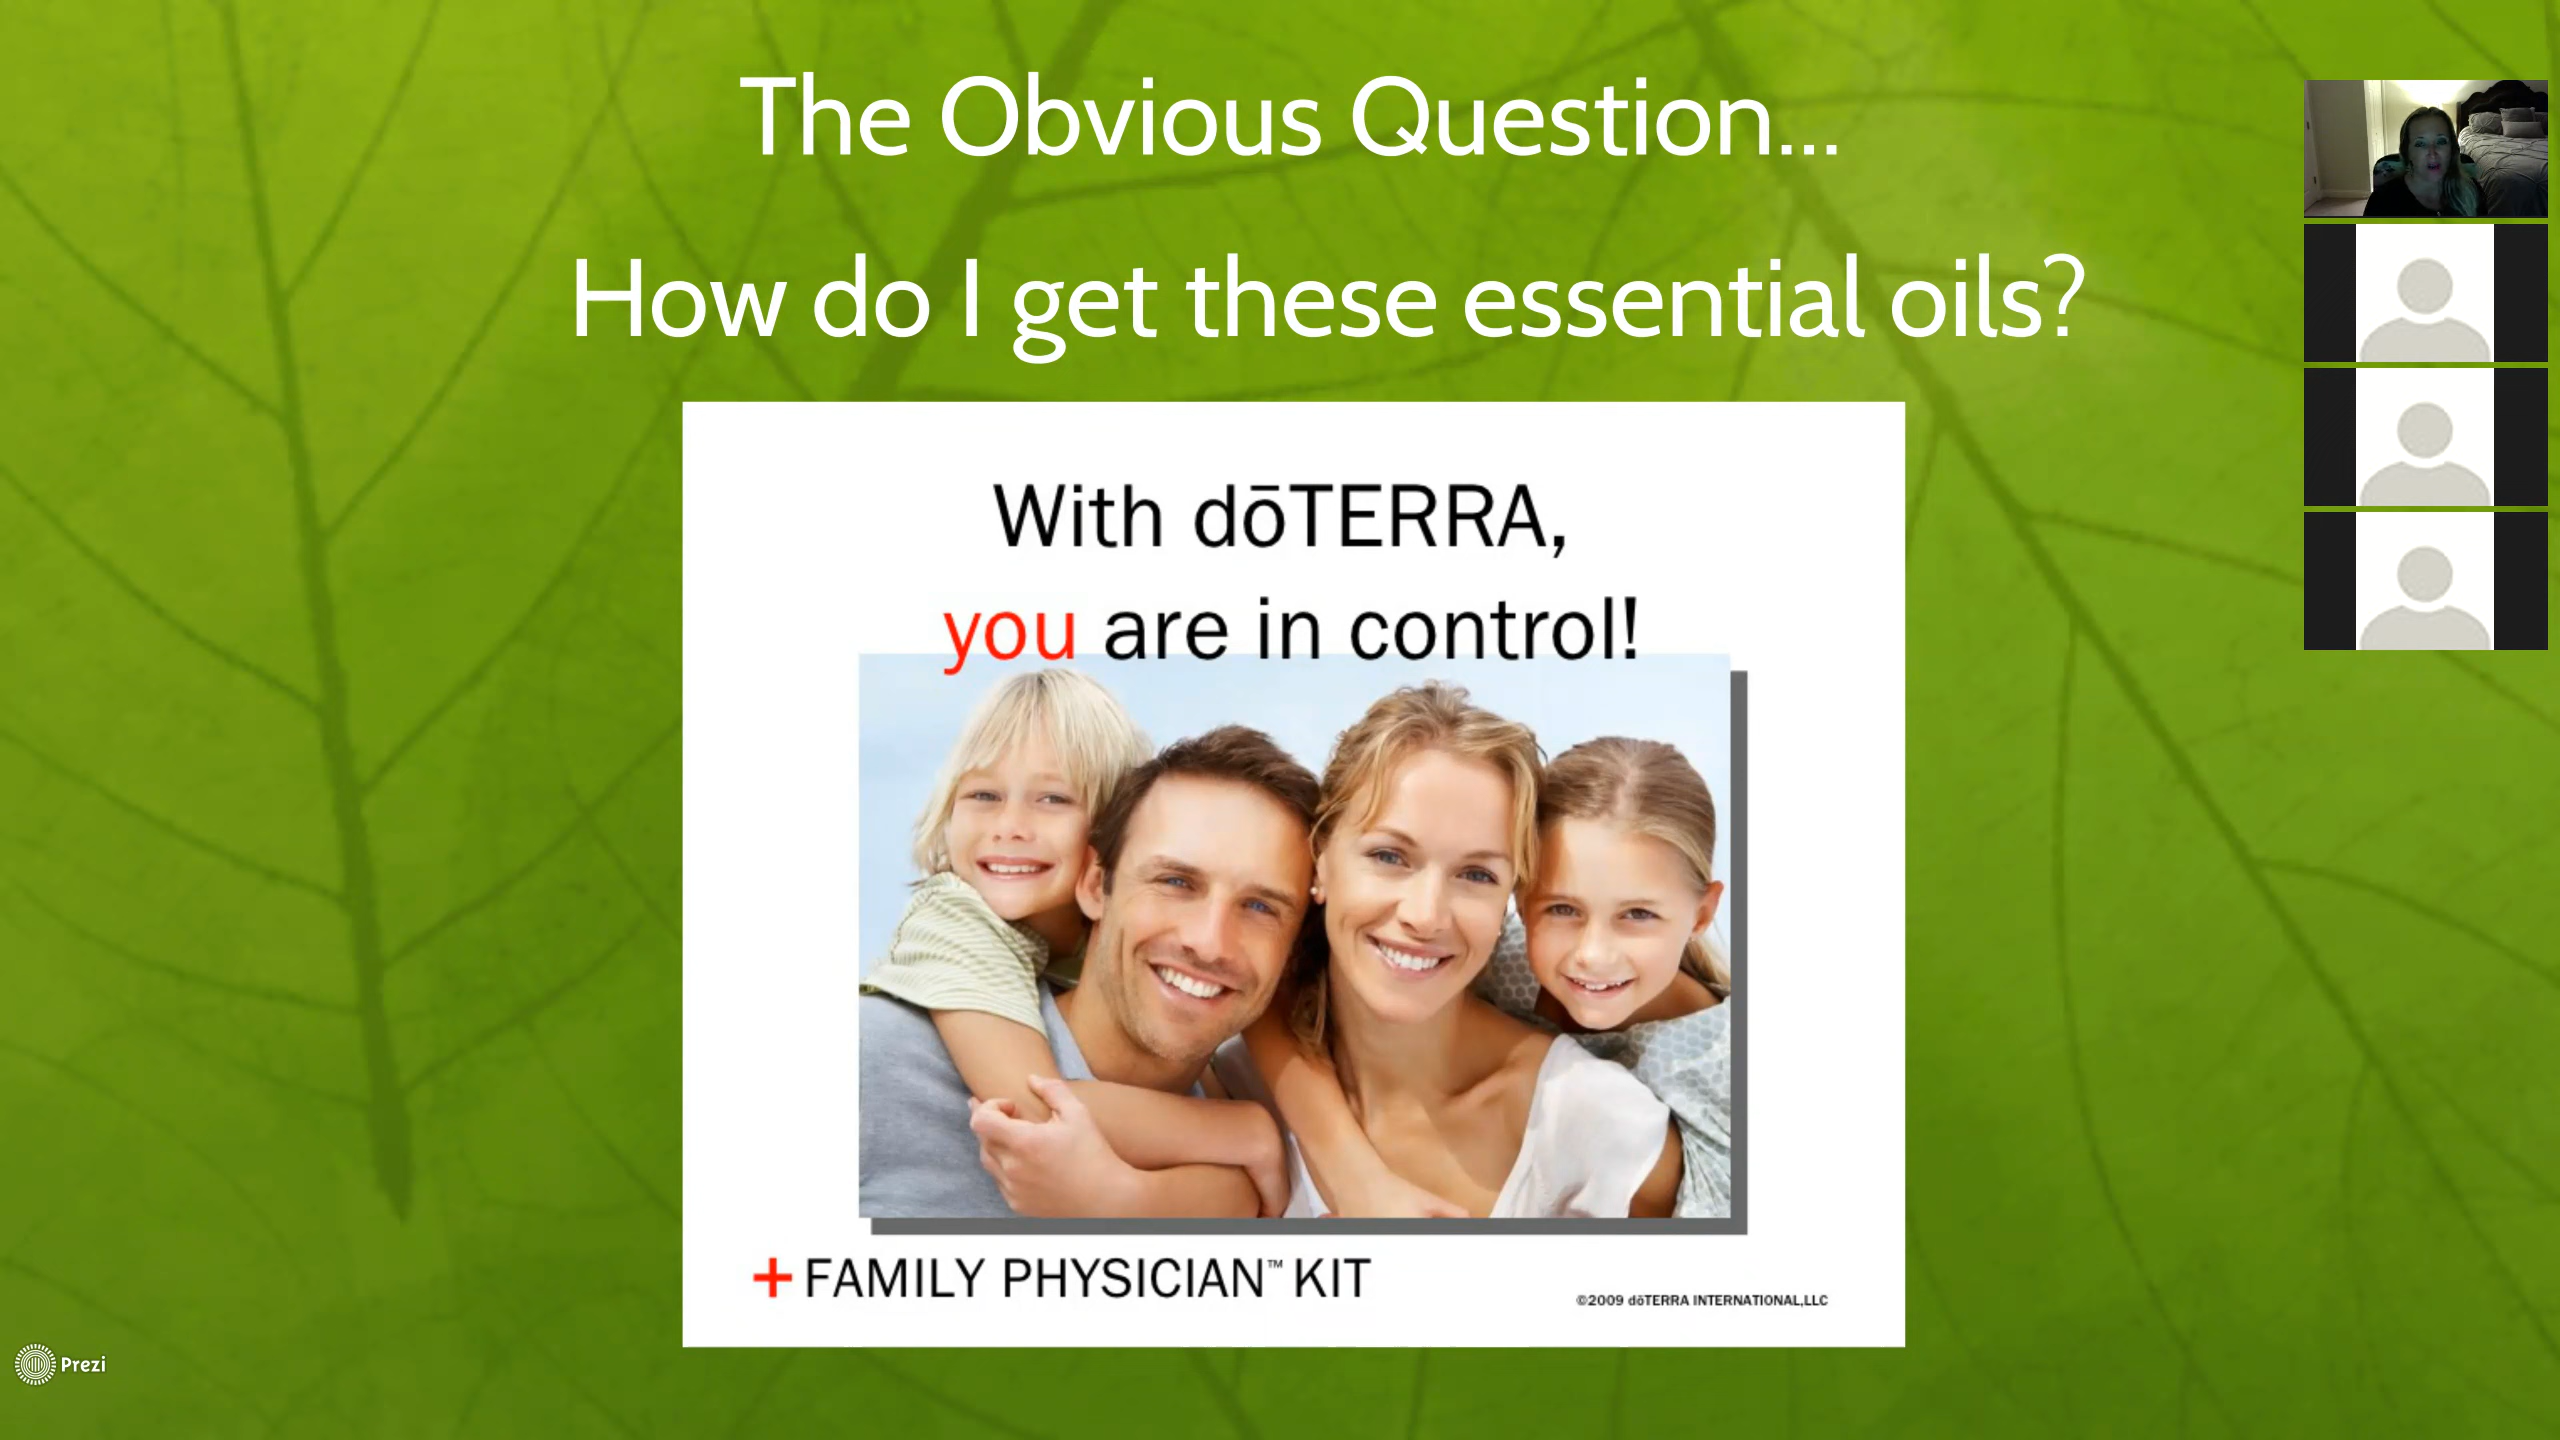 The Obvious Question...
How do I get these essential oils?
With dōTERRA,
you are in control!
+ FAMILY PHYSICIAN™ KIT
©2009 dōTERRA INTERNATIONAL,LLC
Prezi